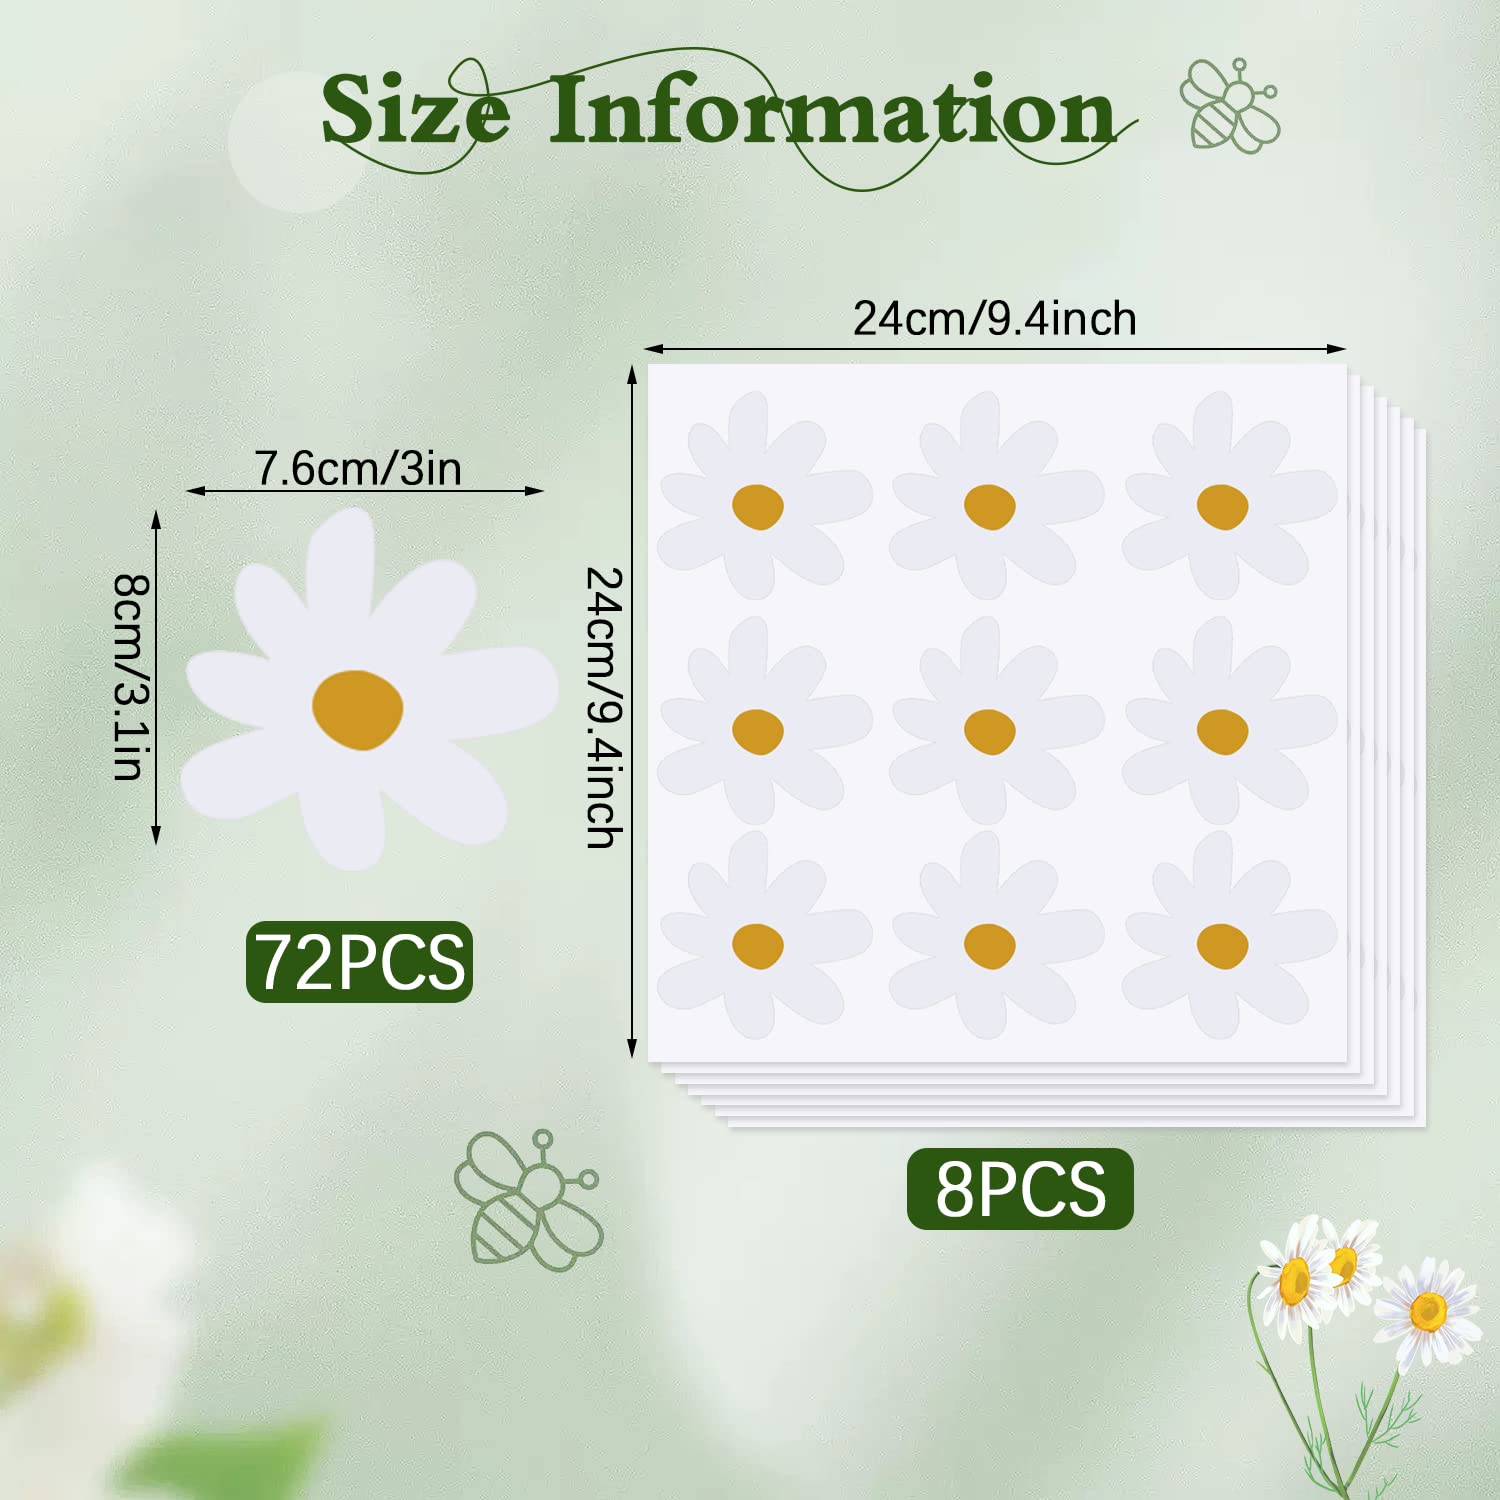 Size Information
24cm/9.4inch
7.6cm/3in
8cm/3.1in
24cm/9.4inch
72PCS
8PCS